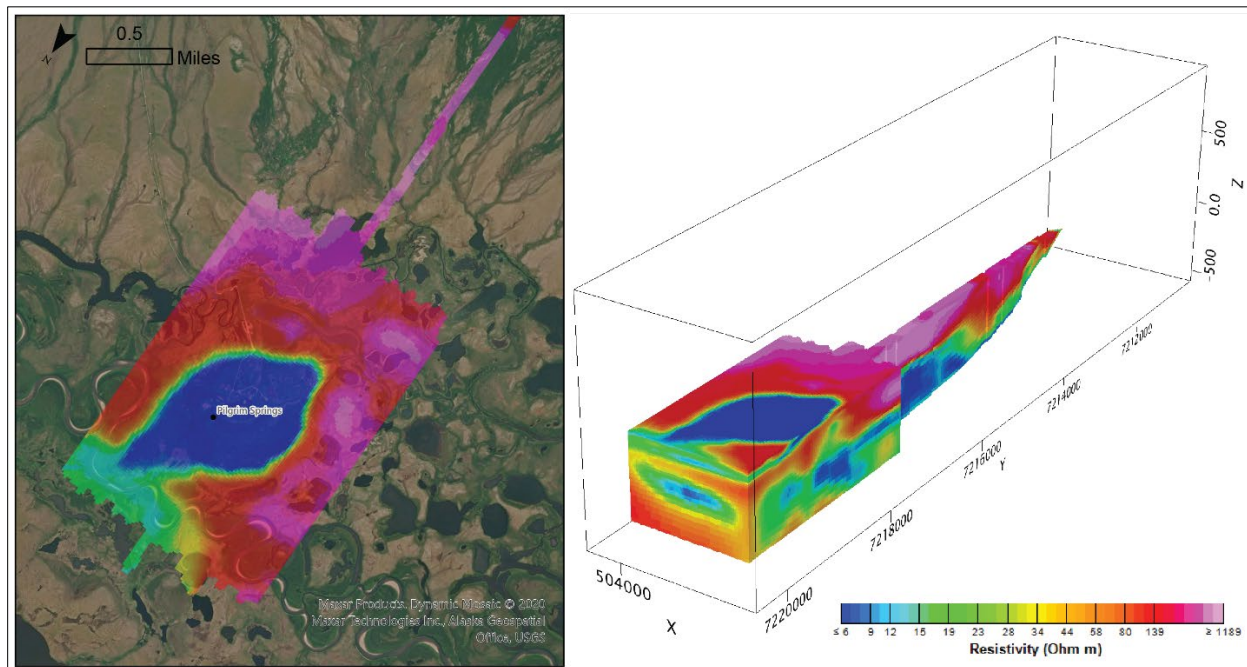 0.5
Miles
N
Pilgrim Springs
Maxar Products. Dynamic Mosaic © 2020
Maxar Technologies Inc./Alaska Geospatial
Office, USGS
500
0.0
-500
Z
7212000
7214000
7216000
Y
7218000
7220000
504000
X
≤ 6 9 12 15 19 23 28 34 44 58 80 139 ≥ 1189
Resistivity (Ohm m)